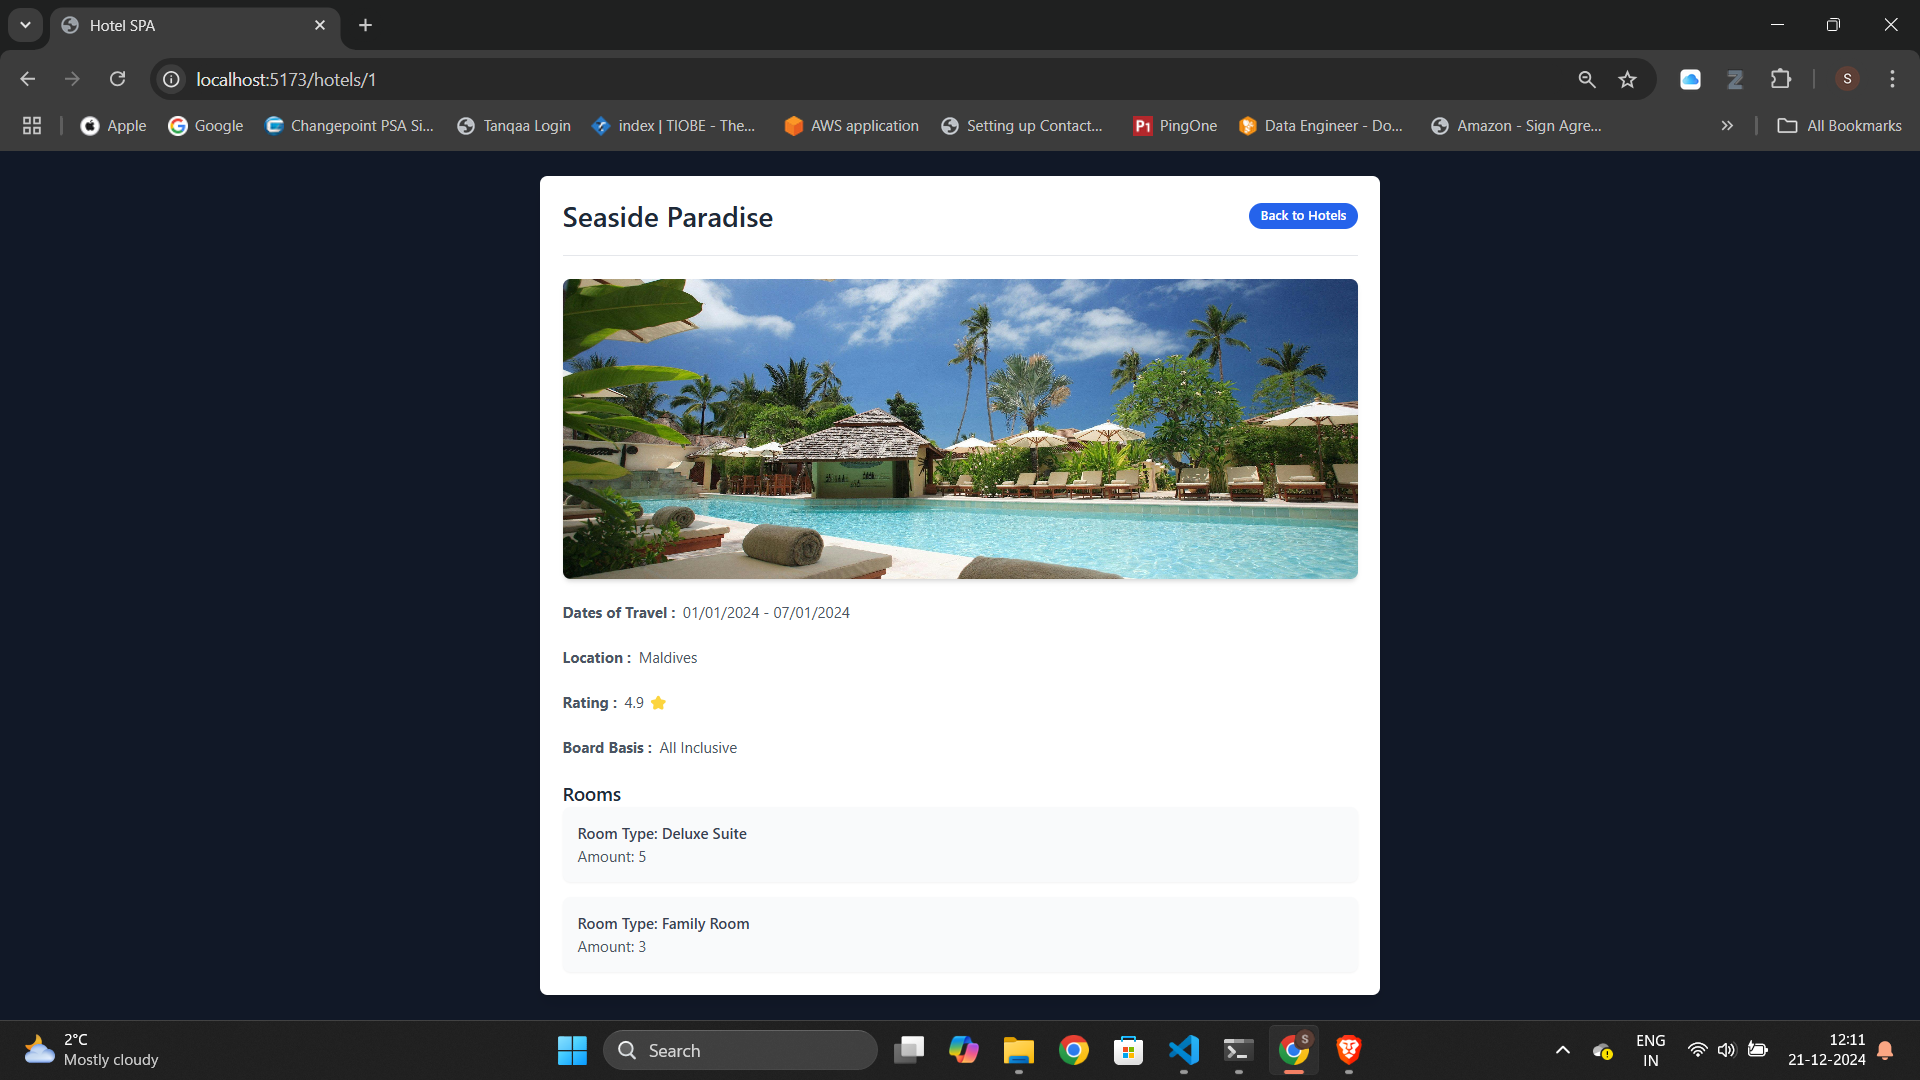 Hotel SPA
localhost:5173/hotels/1
S
Apple
Google
Changepoint PSA Si...
Tanqaa Login
index | TIOBE - The...
AWS application
Setting up Contact...
P1 PingOne
Data Engineer - Do...
Amazon - Sign Agre...
All Bookmarks
Seaside Paradise
Back to Hotels
Dates of Travel : 01/01/2024 - 07/01/2024
Location : Maldives
Rating : 4.9
Board Basis : All Inclusive
Rooms
Room Type: Deluxe Suite
Amount: 5
Room Type: Family Room
Amount: 3
2°C
Mostly cloudy
Search
S
ENG
IN
12:11
21-12-2024